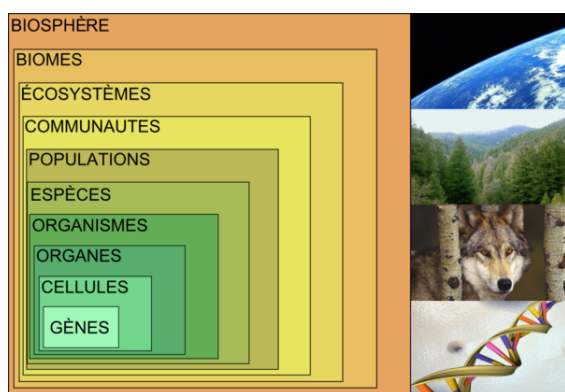 BIOSPHÈRE
BIOMES
ÉCOSYSTÈMES
COMMUNAUTES
POPULATIONS
ESPÈCES
ORGANISMES
ORGANES
CELLULES
GÈNES